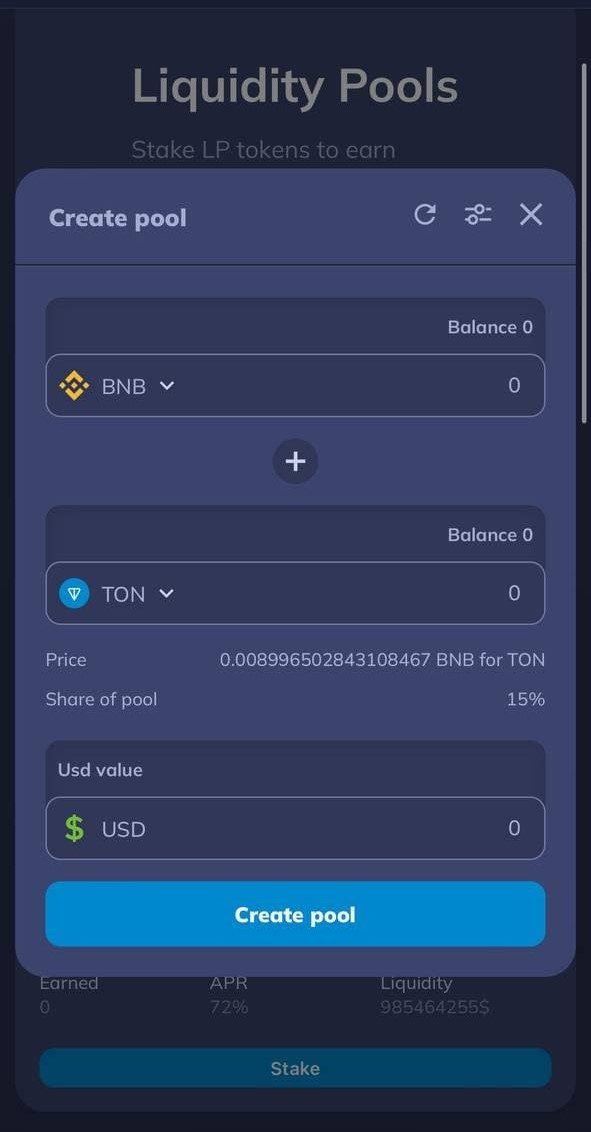 Liquidity Pools
Stake LP tokens to earn
Create pool
Balance 0
BNB 0
Balance 0
TON 0
Price 0.008996502843108467 BNB for TON
Share of pool 15%
Usd value
$ USD 0
Create pool
Earned APR Liquidity
0 72% 985464255$
Stake